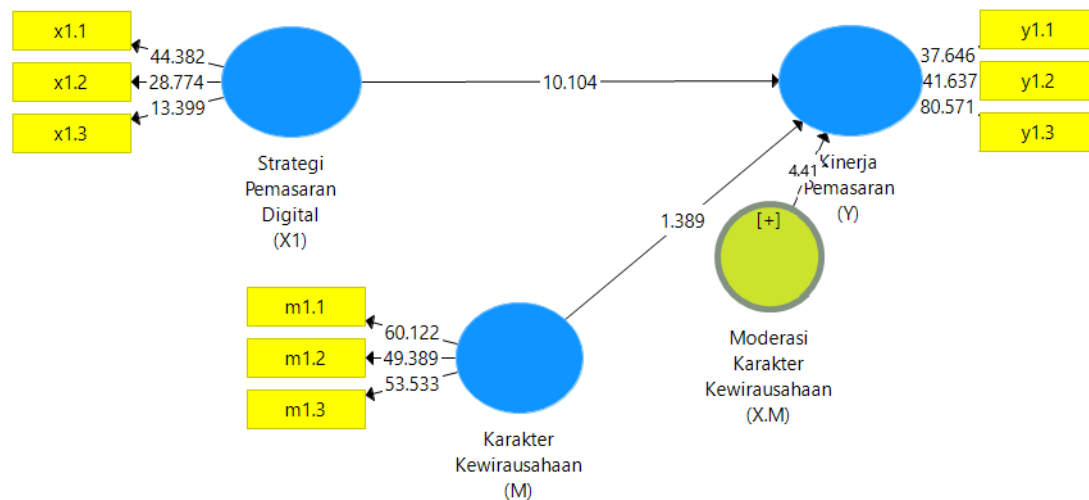 x1.1
x1.2
x1.3
44.382
28.774
13.399
10.104
y1.1
y1.2
y1.3
37.646
41.637
80.571
Strategi
Pemasaran
Digital
(X1)
Kinerja
Pemasaran
(Y)
4.41
1.389
[+]
Moderasi
Karakter
Kewirausahaan
(X.M)
m1.1
m1.2
m1.3
60.122
49.389
53.533
Karakter
Kewirausahaan
(M)